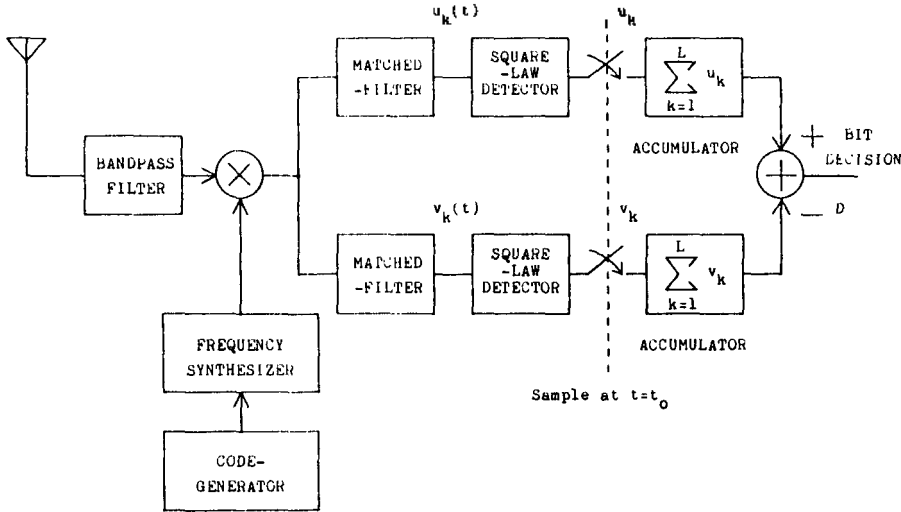 u_k(t)
u_k
MATCHED
-FILTER
SQUARE
-LAW
DETECTOR
L
∑ u_k
k=1
ACCUMULATOR
BANDPASS
FILTER
×
+
BIT
DECISION
+
— D
v_k(t)
v_k
MATCHED
-FILTER
SQUARE
-LAW
DETECTOR
L
∑ v_k
k=1
ACCUMULATOR
FREQUENCY
SYNTHESIZER
Sample at t=t_o
CODE-
GENERATOR